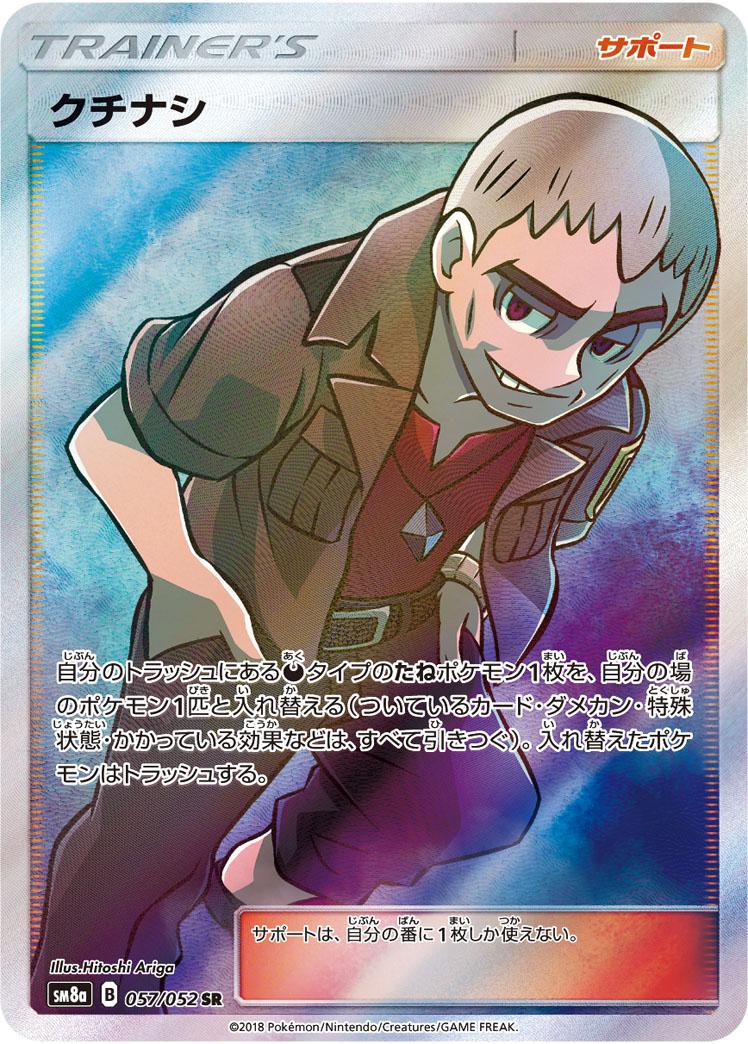 TRAINER'S
サポート
クチナシ
自分のトラッシュにあるタイプのたねポケモン1枚を、自分の場
のポケモン1匹と入れ替える(ついているカード・ダメカン・特殊
状態・かかっている効果などは、すべて引きつぐ)。入れ替えたポケ
モンはトラッシュする。
サポートは、自分の番に1枚しか使えない。
Illus.Hitoshi Ariga
SM8a B 057/052 SR
©2018 Pokémon/Nintendo/Creatures/GAME FREAK.